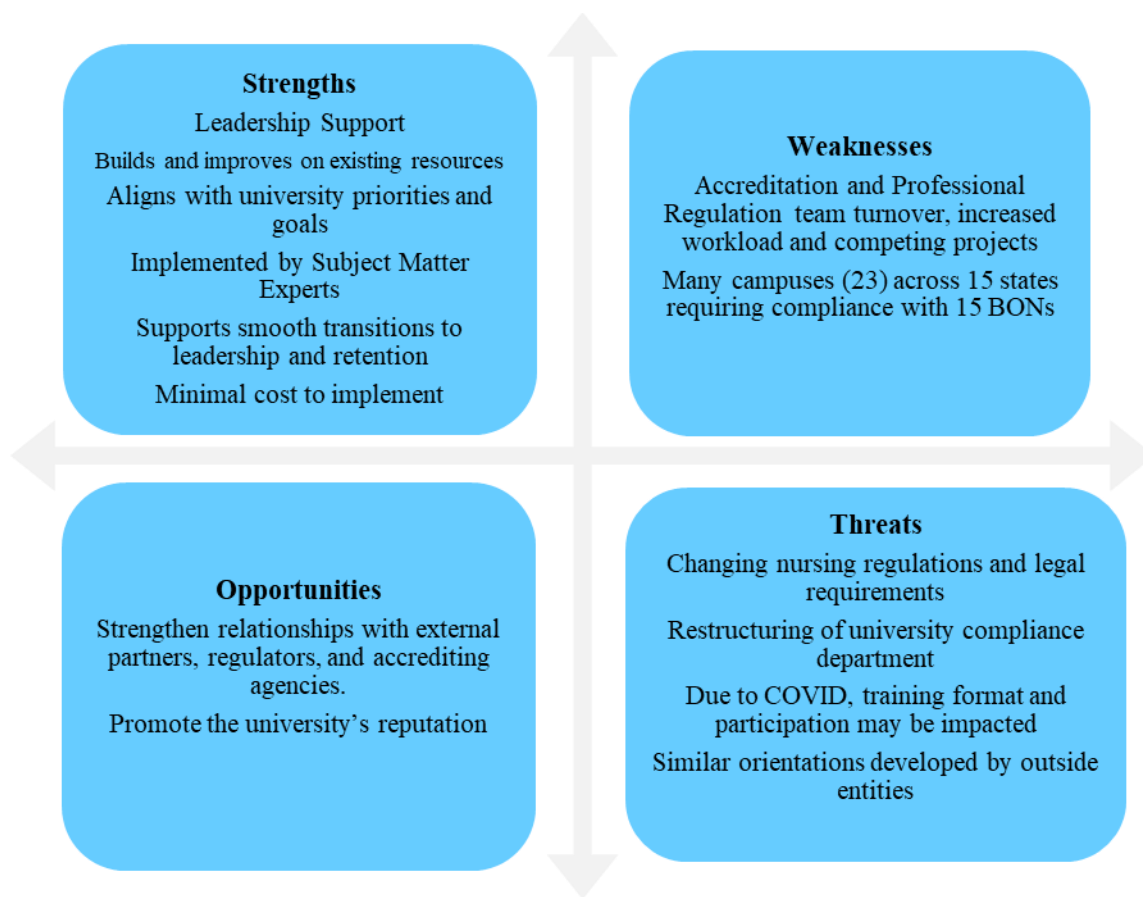 Strengths
Leadership Support
Builds and improves on existing resources
Aligns with university priorities and
goals
Implemented by Subject Matter
Experts
Supports smooth transitions to
leadership and retention
Minimal cost to implement
Weaknesses
Accreditation and Professional
Regulation team turnover, increased
workload and competing projects
Many campuses (23) across 15 states
requiring compliance with 15 BONs
Opportunities
Strengthen relationships with external
partners, regulators, and accrediting
agencies.
Promote the university’s reputation
Threats
Changing nursing regulations and legal
requirements
Restructuring of university compliance
department
Due to COVID, training format and
participation may be impacted
Similar orientations developed by outside
entities